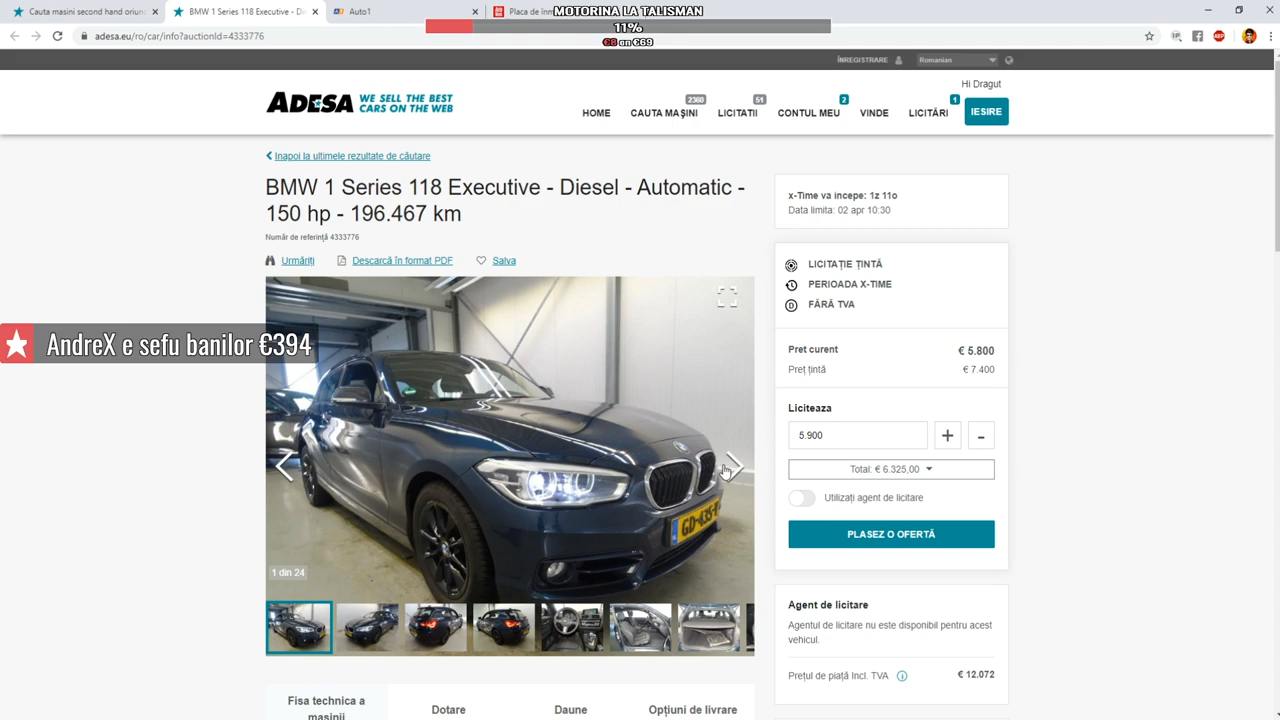 Cauta masini second hand oriun
BMW 1 Series 118 Executive - Di
Auto1
Placa de înm
MOTORINA LA TALISMAN
11%
€8 an €69
adesa.eu/ro/car/info?auctionId=4333776
ABP
ÎNREGISTRARE
Romanian
ADESA WE SELL THE BEST CARS ON THE WEB
Hi Dragut
HOME
CAUTA MAȘINI 2360
LICITATII 51
CONTUL MEU 2
VINDE
LICITĂRI 1
IESIRE
Inapoi la ultimele rezultate de căutare
BMW 1 Series 118 Executive - Diesel - Automatic -
150 hp - 196.467 km
Număr de referință 4333776
Urmăriți
Descarcă în format PDF
Salva
AndreX e sefu banilor €394
1 din 24
x-Time va incepe: 1z 11o
Data limita: 02 apr 10:30
LICITAȚIE ȚINTĂ
PERIOADA X-TIME
D FĂRĂ TVA
Pret curent € 5.800
Preț țintă € 7.400
Liciteaza
5.900 + -
Total: € 6.325,00
Utilizați agent de licitare
PLASEZ O OFERTĂ
Agent de licitare
Agentul de licitare nu este disponibil pentru acest
vehicul.
Prețul de piață Incl. TVA € 12.072
Fisa technica a
masinii
Dotare
Daune
Opțiuni de livrare